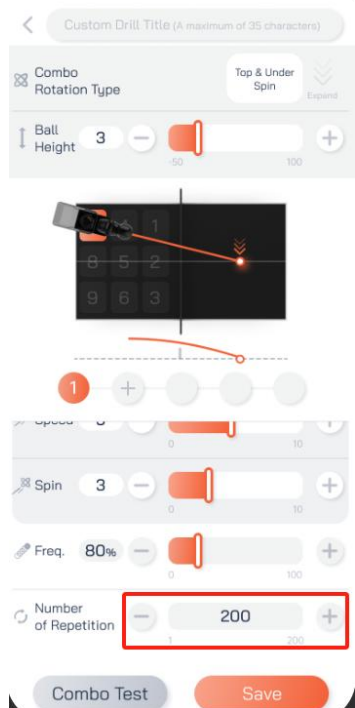 Custom Drill Title (A maximum of 35 characters)
Combo
Rotation Type
Top & Under
Spin
Expand
Ball
Height
3
-50
100
1
8 5 2
9 6 3
1
Speed
0
10
Spin
3
0
10
Freq.
80%
0
100
Number
of Repetition
200
1
200
Combo Test
Save